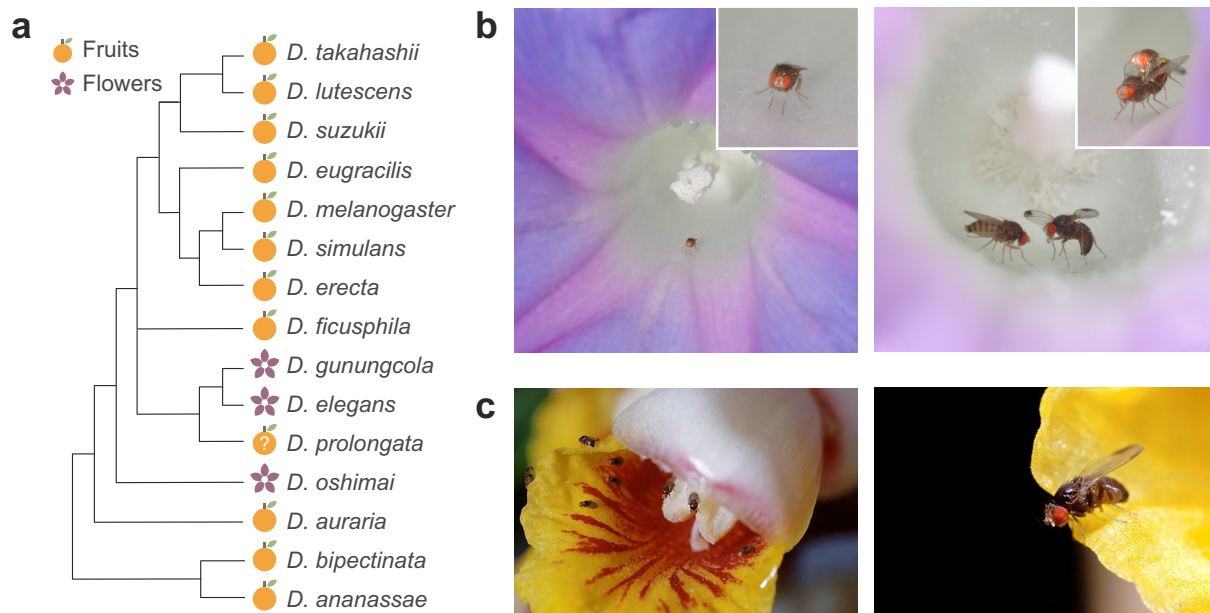 a
Fruits
Flowers
D. takahashii
D. lutescens
D. suzukii
D. eugracilis
D. melanogaster
D. simulans
D. erecta
D. ficusphila
D. gunungcola
D. elegans
?
D. prolongata
D. oshimai
D. auraria
D. bipectinata
D. ananassae
b
c